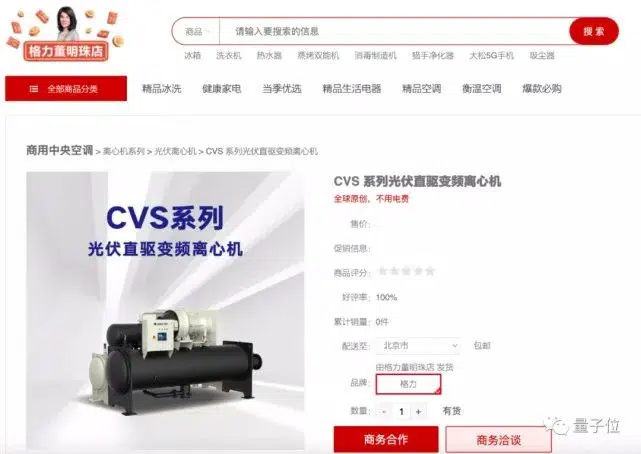 格力董明珠店
商品
请输入要搜索的信息
搜 索
冰箱 洗衣机 热水器 蒸烤双能机 消毒制造机 猫手净化器 大松5G手机 吸尘器
全部商品分类 精品冰洗 健康家电 当季优选 精品生活电器 精品空调 恒温空调 爆款必购
商用中央空调 > 离心机系列 > 光伏离心机 > CVS 系列光伏直驱变频离心机
CVS系列
光伏直驱变频离心机
CVS 系列光伏直驱变频离心机
全球原创，不用电费
售价:
促销信息:
商品评分:
好评率: 100%
累计销量: 0件
配送至: 北京市 包邮
由格力董明珠店 发货
品牌: 格力
数量: - 1 + 有货
商务合作 商务洽谈
量子位